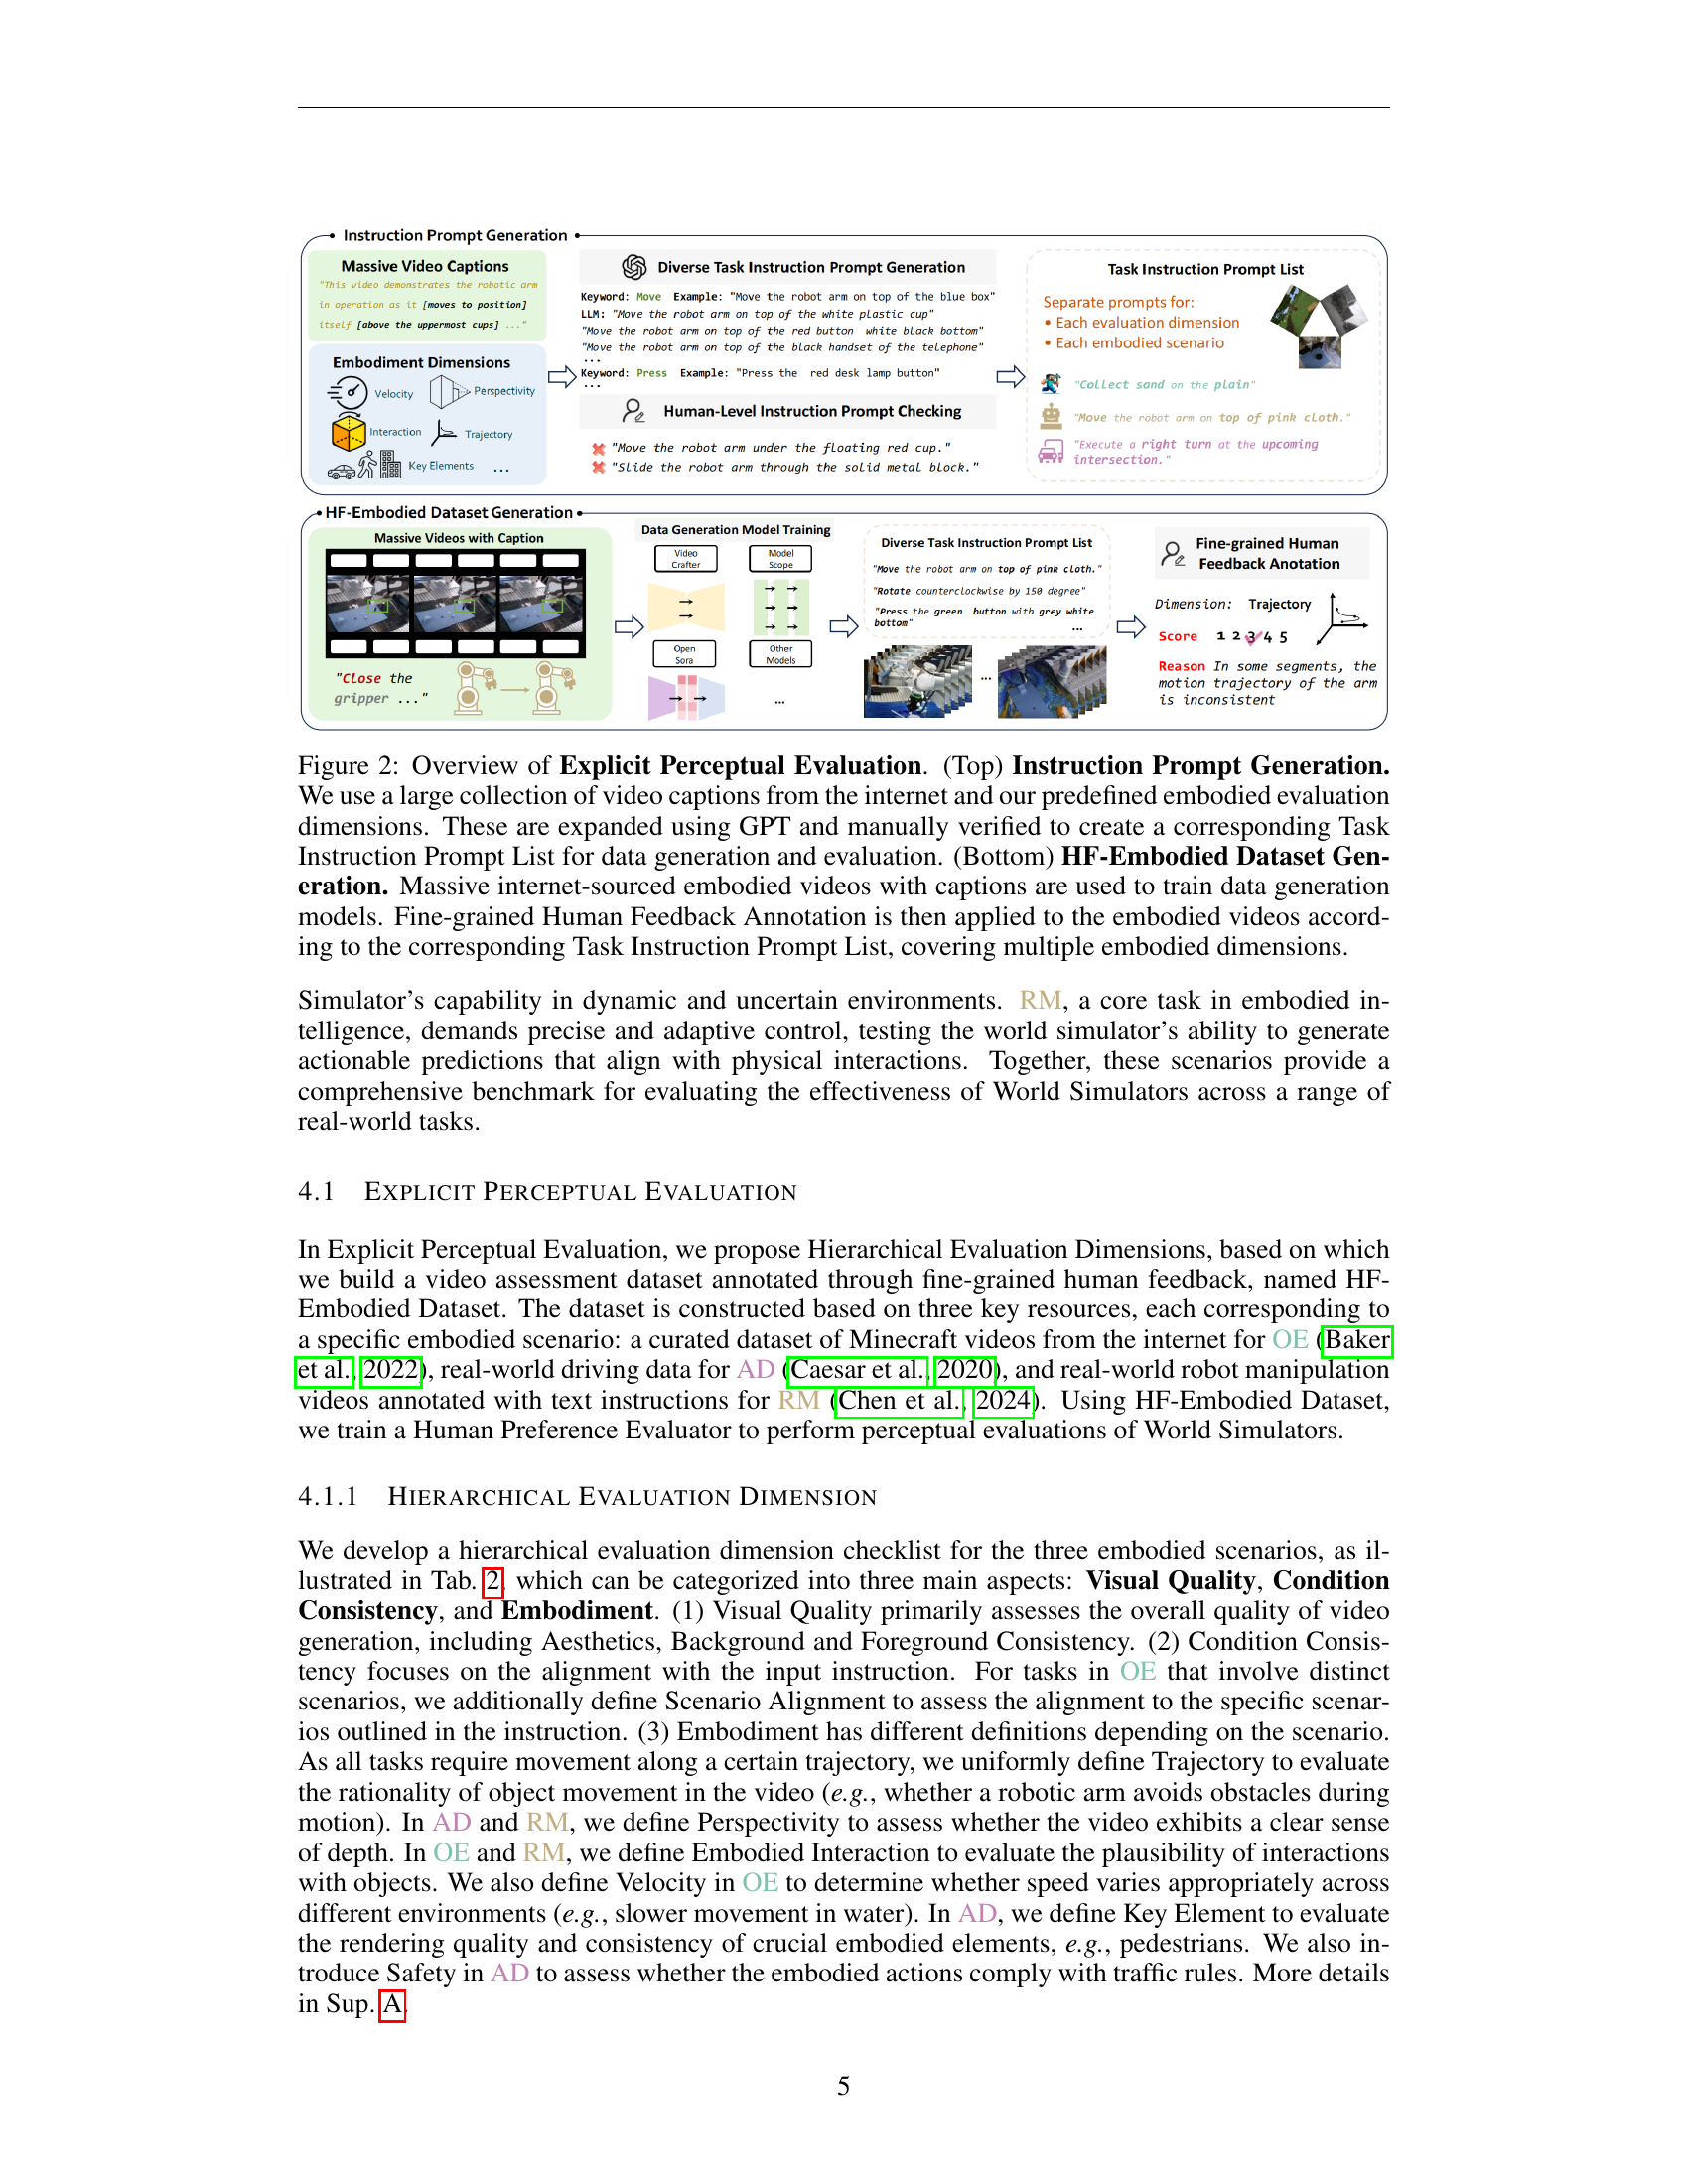 Instruction Prompt Generation
Massive Video Captions
"This video demonstrates the robotic arm
in operation as it [moves to position]
itself [above the uppermost cups] ..."
Embodiment Dimensions
Velocity
Perspectivity
Interaction
Trajectory
Key Elements ...
Diverse Task Instruction Prompt Generation
Keyword: Move Example: "Move the robot arm on top of the blue box"
LLM: "Move the robot arm on top of the white plastic cup"
"Move the robot arm on top of the red button white black bottom"
"Move the robot arm on top of the black handset of the telephone"
...
Keyword: Press Example: "Press the red desk lamp button"
...
Human-Level Instruction Prompt Checking
"Move the robot arm under the floating red cup."
"Slide the robot arm through the solid metal block."
Task Instruction Prompt List
Separate prompts for:
• Each evaluation dimension
• Each embodied scenario
"Collect sand on the plain"
"Move the robot arm on top of pink cloth."
"Execute a right turn at the upcoming
intersection."
HF-Embodied Dataset Generation
Massive Videos with Caption
"Close the
gripper ..."
Data Generation Model Training
Video
Crafter
Model
Scope
Open
Sora
Other
Models
...
Diverse Task Instruction Prompt List
"Move the robot arm on top of pink cloth."
"Rotate counterclockwise by 150 degree"
"Press the green button with grey white
bottom"
...
...
Fine-grained Human
Feedback Anotation
Dimension: Trajectory
Score 1 2 3 4 5
Reason In some segments, the
motion trajectory of the arm
is inconsistent
Figure 2: Overview of Explicit Perceptual Evaluation. (Top) Instruction Prompt Generation.
We use a large collection of video captions from the internet and our predefined embodied evaluation
dimensions. These are expanded using GPT and manually verified to create a corresponding Task
Instruction Prompt List for data generation and evaluation. (Bottom) HF-Embodied Dataset Gen-
eration. Massive internet-sourced embodied videos with captions are used to train data generation
models. Fine-grained Human Feedback Annotation is then applied to the embodied videos accord-
ing to the corresponding Task Instruction Prompt List, covering multiple embodied dimensions.
Simulator's capability in dynamic and uncertain environments. RM, a core task in embodied in-
telligence, demands precise and adaptive control, testing the world simulator's ability to generate
actionable predictions that align with physical interactions. Together, these scenarios provide a
comprehensive benchmark for evaluating the effectiveness of World Simulators across a range of
real-world tasks.
4.1 EXPLICIT PERCEPTUAL EVALUATION
In Explicit Perceptual Evaluation, we propose Hierarchical Evaluation Dimensions, based on which
we build a video assessment dataset annotated through fine-grained human feedback, named HF-
Embodied Dataset. The dataset is constructed based on three key resources, each corresponding to
a specific embodied scenario: a curated dataset of Minecraft videos from the internet for OE (Baker
et al., 2022), real-world driving data for AD (Caesar et al., 2020), and real-world robot manipulation
videos annotated with text instructions for RM (Chen et al., 2024). Using HF-Embodied Dataset,
we train a Human Preference Evaluator to perform perceptual evaluations of World Simulators.
4.1.1 HIERARCHICAL EVALUATION DIMENSION
We develop a hierarchical evaluation dimension checklist for the three embodied scenarios, as il-
lustrated in Tab. 2, which can be categorized into three main aspects: Visual Quality, Condition
Consistency, and Embodiment. (1) Visual Quality primarily assesses the overall quality of video
generation, including Aesthetics, Background and Foreground Consistency. (2) Condition Consis-
tency focuses on the alignment with the input instruction. For tasks in OE that involve distinct
scenarios, we additionally define Scenario Alignment to assess the alignment to the specific scenar-
ios outlined in the instruction. (3) Embodiment has different definitions depending on the scenario.
As all tasks require movement along a certain trajectory, we uniformly define Trajectory to evaluate
the rationality of object movement in the video (e.g., whether a robotic arm avoids obstacles during
motion). In AD and RM, we define Perspectivity to assess whether the video exhibits a clear sense
of depth. In OE and RM, we define Embodied Interaction to evaluate the plausibility of interactions
with objects. We also define Velocity in OE to determine whether speed varies appropriately across
different environments (e.g., slower movement in water). In AD, we define Key Element to evaluate
the rendering quality and consistency of crucial embodied elements, e.g., pedestrians. We also in-
troduce Safety in AD to assess whether the embodied actions comply with traffic rules. More details
in Sup. A.
5